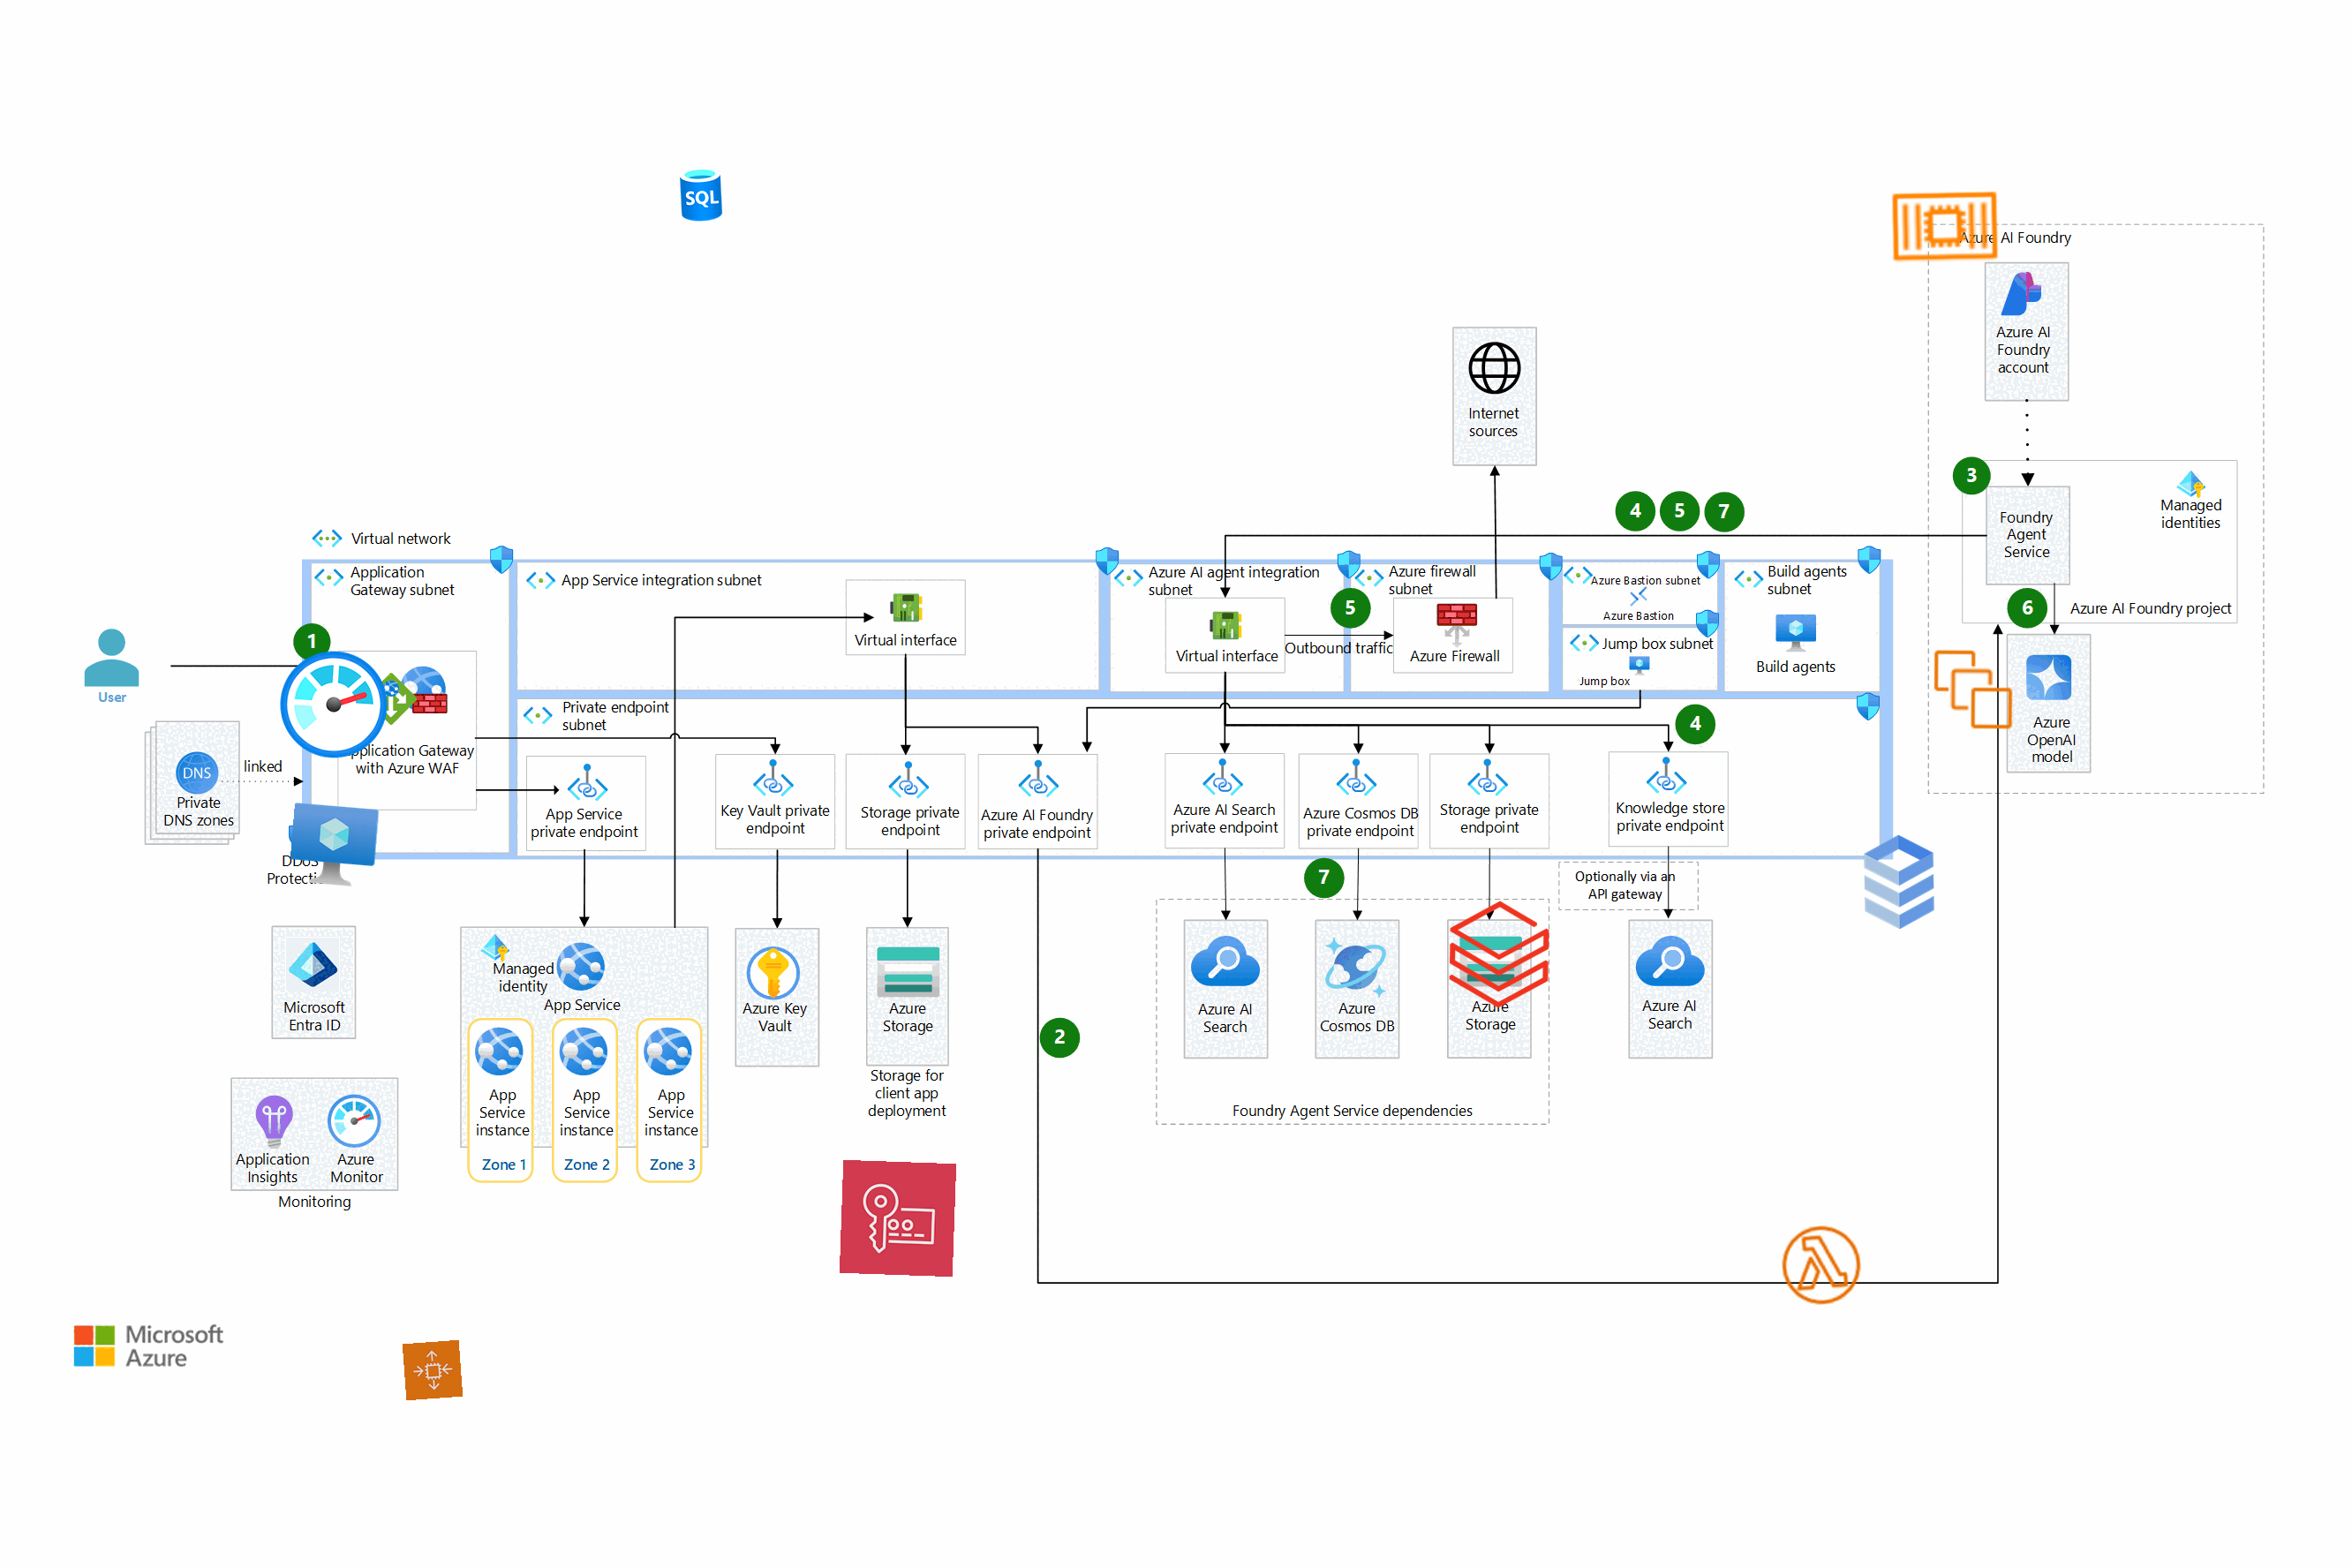 SQL
Azure AI Foundry
Azure AI
Foundry
account
Internet
sources
3
Managed
identities
4
5
7
Foundry
Agent
Service
Virtual network
Application
Gateway subnet
App Service integration subnet
Virtual interface
Azure AI agent integration
subnet
Azure firewall
subnet
Azure Bastion subnet
Azure Bastion
Build agents
subnet
5
6
Azure AI Foundry project
1
User
Virtual interface
Outbound traffic
Azure Firewall
Jump box subnet
Jump box
Build agents
Private endpoint
subnet
4
Azure
OpenAI
model
plication Gateway
with Azure WAF
linked
DNS
Private
DNS zones
App Service
private endpoint
Key Vault private
endpoint
Storage private
endpoint
Azure AI Foundry
private endpoint
Azure AI Search
private endpoint
Azure Cosmos DB
private endpoint
Storage private
endpoint
Knowledge store
private endpoint
DDoS
Protecti
7
Optionally via an
API gateway
Microsoft
Entra ID
Managed
identity
App Service
Azure Key
Vault
Azure
Storage
2
Azure AI
Search
Azure
Cosmos DB
Azure
Storage
Azure AI
Search
Storage for
client app
deployment
App
Service
instance
App
Service
instance
App
Service
instance
Zone 1
Zone 2
Zone 3
Foundry Agent Service dependencies
Application
Insights
Azure
Monitor
Monitoring
Microsoft
Azure